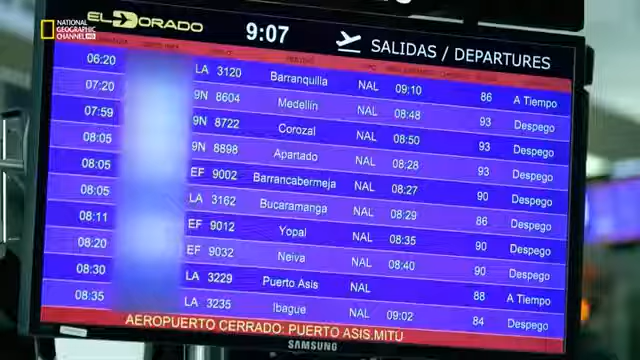 NATIONAL
GEOGRAPHIC
CHANNEL HD
EL DORADO 9:07 SALIDAS / DEPARTURES
06:20 LA 3120 Barranquilla NAL 09:10 86 A Tiempo
07:20 9N 8604 Medellín NAL 08:48 93 Despego
07:59 9N 8722 Corozal NAL 08:50 93 Despego
08:05 9N 8898 Apartado NAL 08:28 93 Despego
08:05 EF 9002 Barrancabermeja NAL 08:27 90 Despego
08:05 LA 3162 Bucaramanga NAL 08:29 86 Despego
08:11 EF 9012 Yopal NAL 08:35 90 Despego
08:20 EF 9032 Neiva NAL 08:40 90 Despego
08:30 LA 3229 Puerto Asis NAL 88 A Tiempo
08:35 LA 3235 Ibague NAL 09:02 84 Despego
AEROPUERTO CERRADO: PUERTO ASIS.MITÚ
SAMSUNG